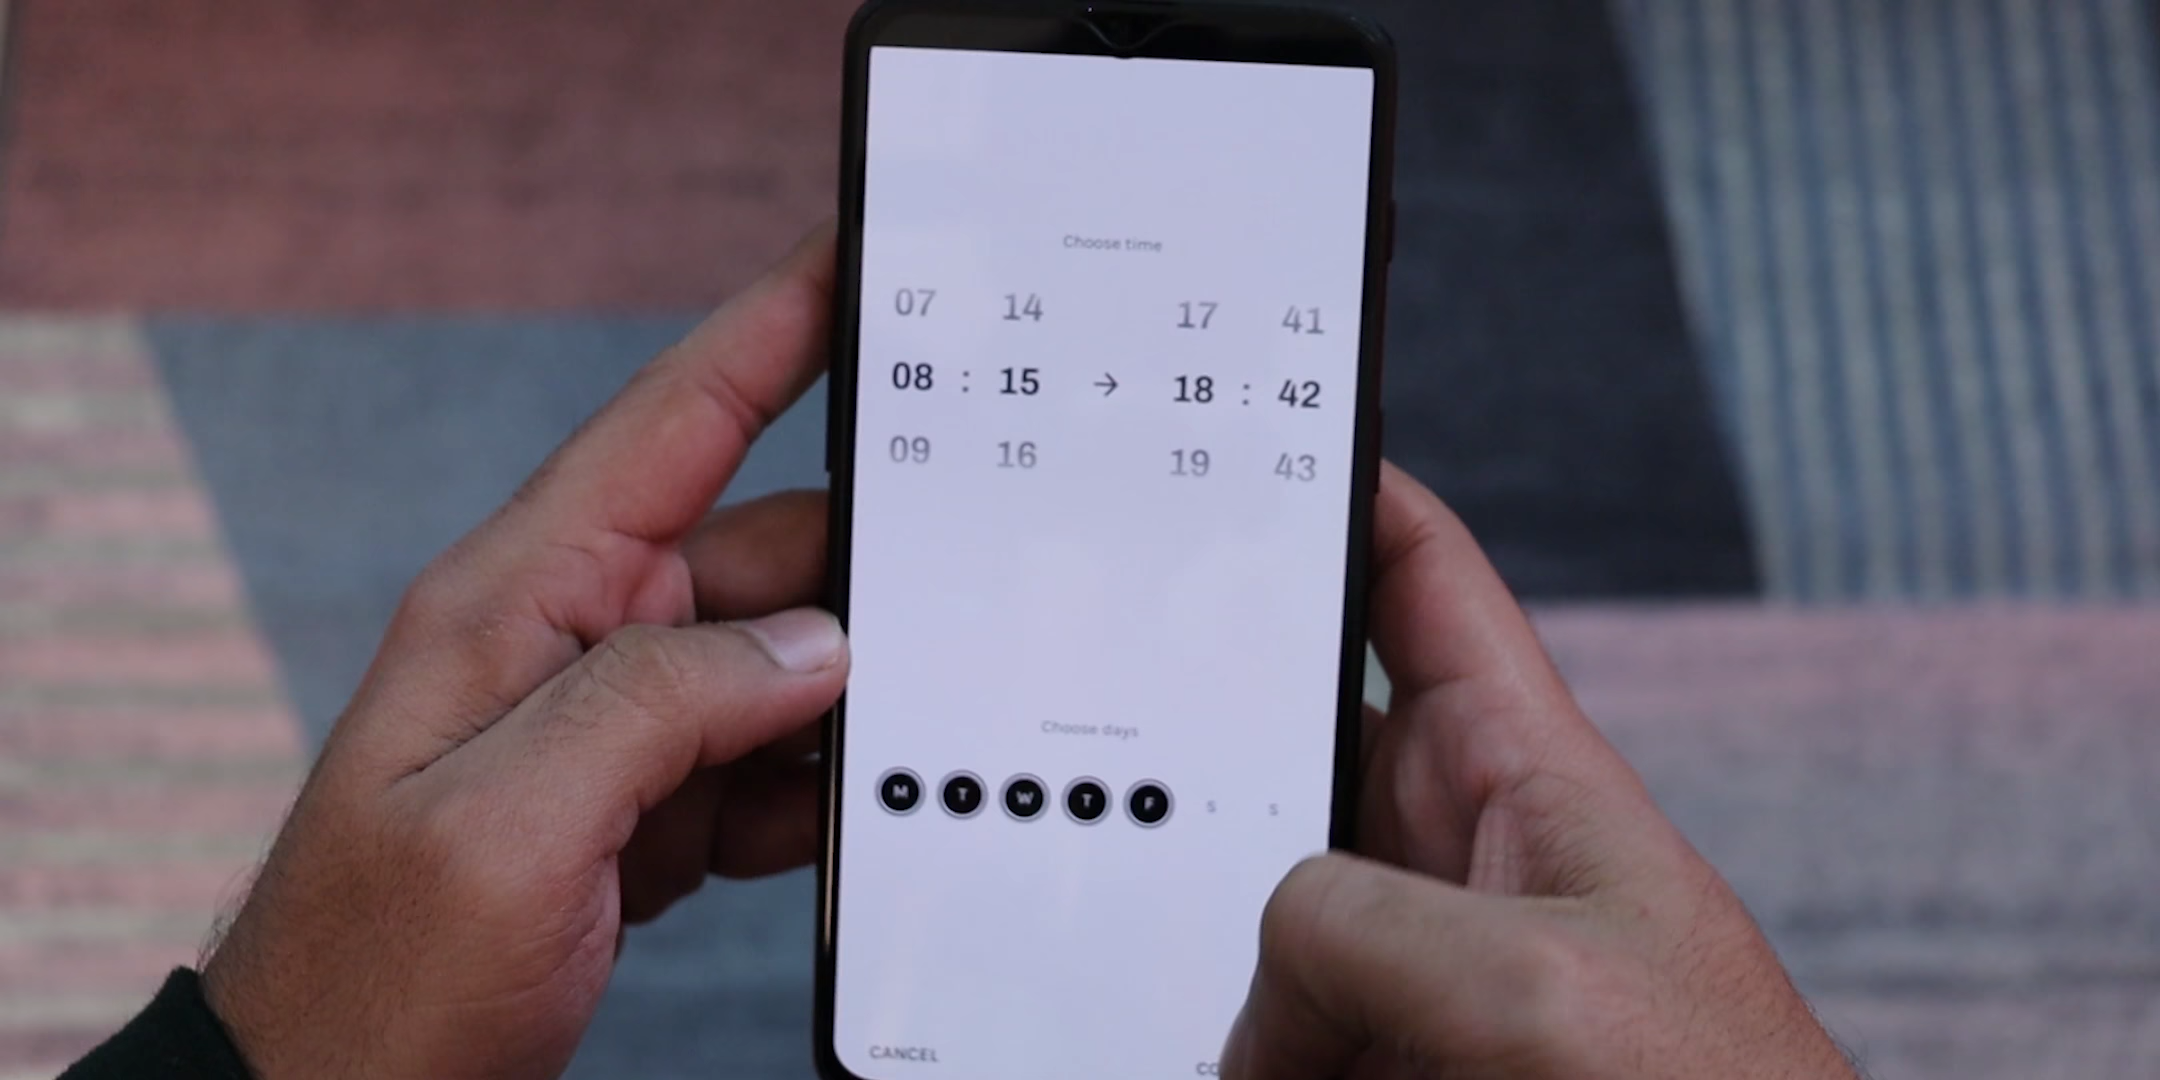 Choose time
07 14 17 41
08 : 15 → 18 : 42
09 16 19 43
Choose days
M T W T F S S
CANCEL